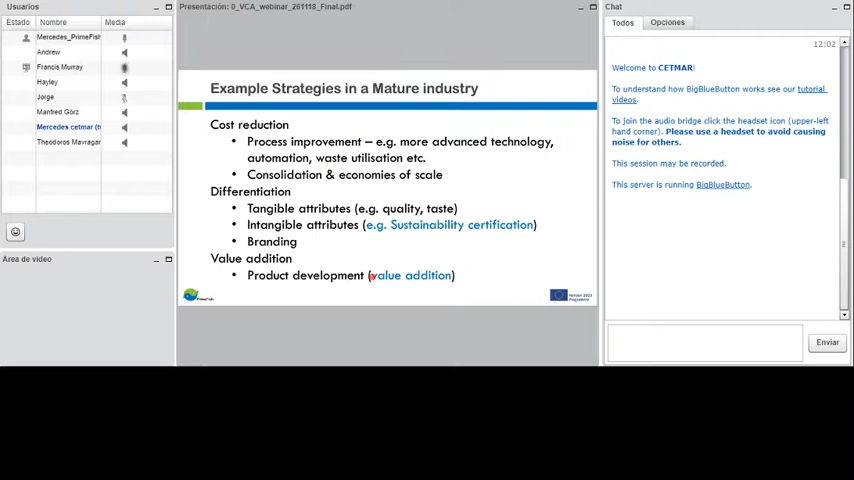 Usuarios
Estado Nombre Media
Mercedes_PrimeFish
Andrew
Francis Murray
Hayley
Jorge
Manfred Görz
Mercedes cetmar (t
Theodoros Mavragar
Area de video
Presentación: 0_VCA_webinar_261118_Final.pdf
Example Strategies in a Mature industry
Cost reduction
• Process improvement – e.g. more advanced technology,
automation, waste utilisation etc.
• Consolidation & economies of scale
Differentiation
• Tangible attributes (e.g. quality, taste)
• Intangible attributes (e.g. Sustainability certification)
• Branding
Value addition
• Product development (value addition)
PrimeFish
Horizon 2020
Programme
Chat
Todos Opciones
12:02
Welcome to CETMAR!
To understand how BigBlueButton works see our tutorial
videos.
To join the audio bridge click the headset icon (upper-left
hand corner). Please use a headset to avoid causing
noise for others.
This session may be recorded.
This server is running BigBlueButton.
Enviar